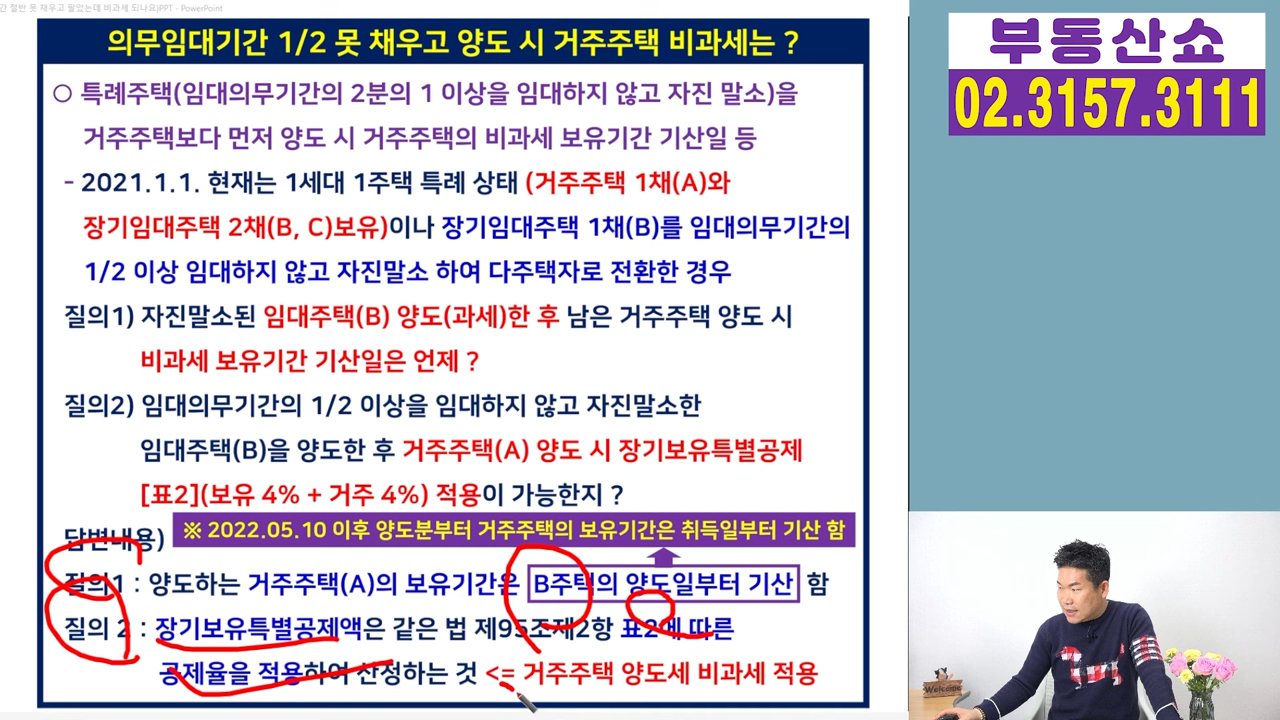 간 절반 못 채우고 팔았는데 비과세 되나요)PPT - PowerPoint
의무임대기간 1/2 못 채우고 양도 시 거주주택 비과세는 ?
○ 특례주택(임대의무기간의 2분의 1 이상을 임대하지 않고 자진 말소)을
거주주택보다 먼저 양도 시 거주주택의 비과세 보유기간 기산일 등
- 2021.1.1. 현재는 1세대 1주택 특례 상태 (거주주택 1채(A)와
장기임대주택 2채(B, C)보유)이나 장기임대주택 1채(B)를 임대의무기간의
1/2 이상 임대하지 않고 자진말소 하여 다주택자로 전환한 경우
질의1) 자진말소된 임대주택(B) 양도(과세)한 후 남은 거주주택 양도 시
비과세 보유기간 기산일은 언제 ?
질의2) 임대의무기간의 1/2 이상을 임대하지 않고 자진말소한
임대주택(B)을 양도한 후 거주주택(A) 양도 시 장기보유특별공제
[표2](보유 4% + 거주 4%) 적용이 가능한지 ?
답변내용)
※ 2022.05.10 이후 양도분부터 거주주택의 보유기간은 취득일부터 기산 함
질의1 : 양도하는 거주주택(A)의 보유기간은 B주택의 양도일부터 기산 함
질의 2 : 장기보유특별공제액은 같은 법 제95조제2항 표2에 따른
공제율을 적용하여 산정하는 것 <= 거주주택 양도세 비과세 적용
부동산쇼
02.3157.3111
Welcome